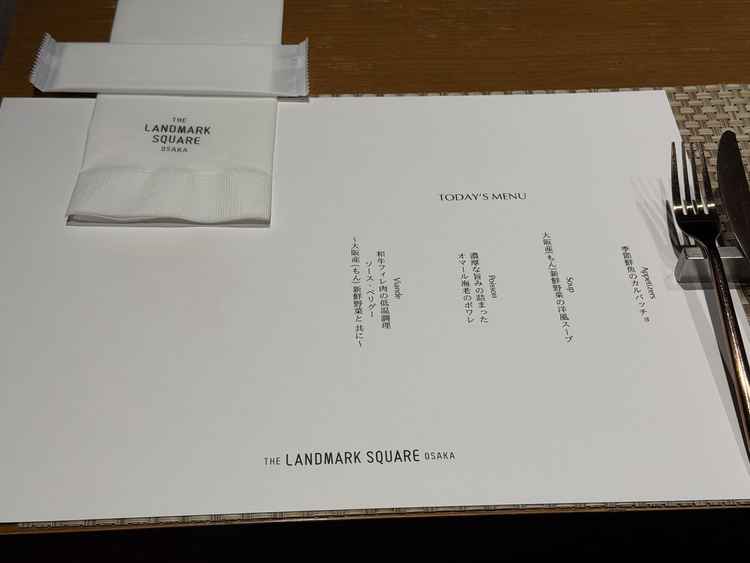 THE
LANDMARK
SQUARE
OSAKA
TODAY'S MENU
Appetizers
季節鮮魚のカルパッチョ
Soup
大阪産(もん)新鮮野菜の洋風スープ
Poisson
濃厚な旨みの詰まった
オマール海老のポワレ
Viande
和牛フィレ肉の低温調理
ソース・ペリグー
～大阪産(もん)新鮮野菜と共に～
THE LANDMARK SQUARE OSAKA